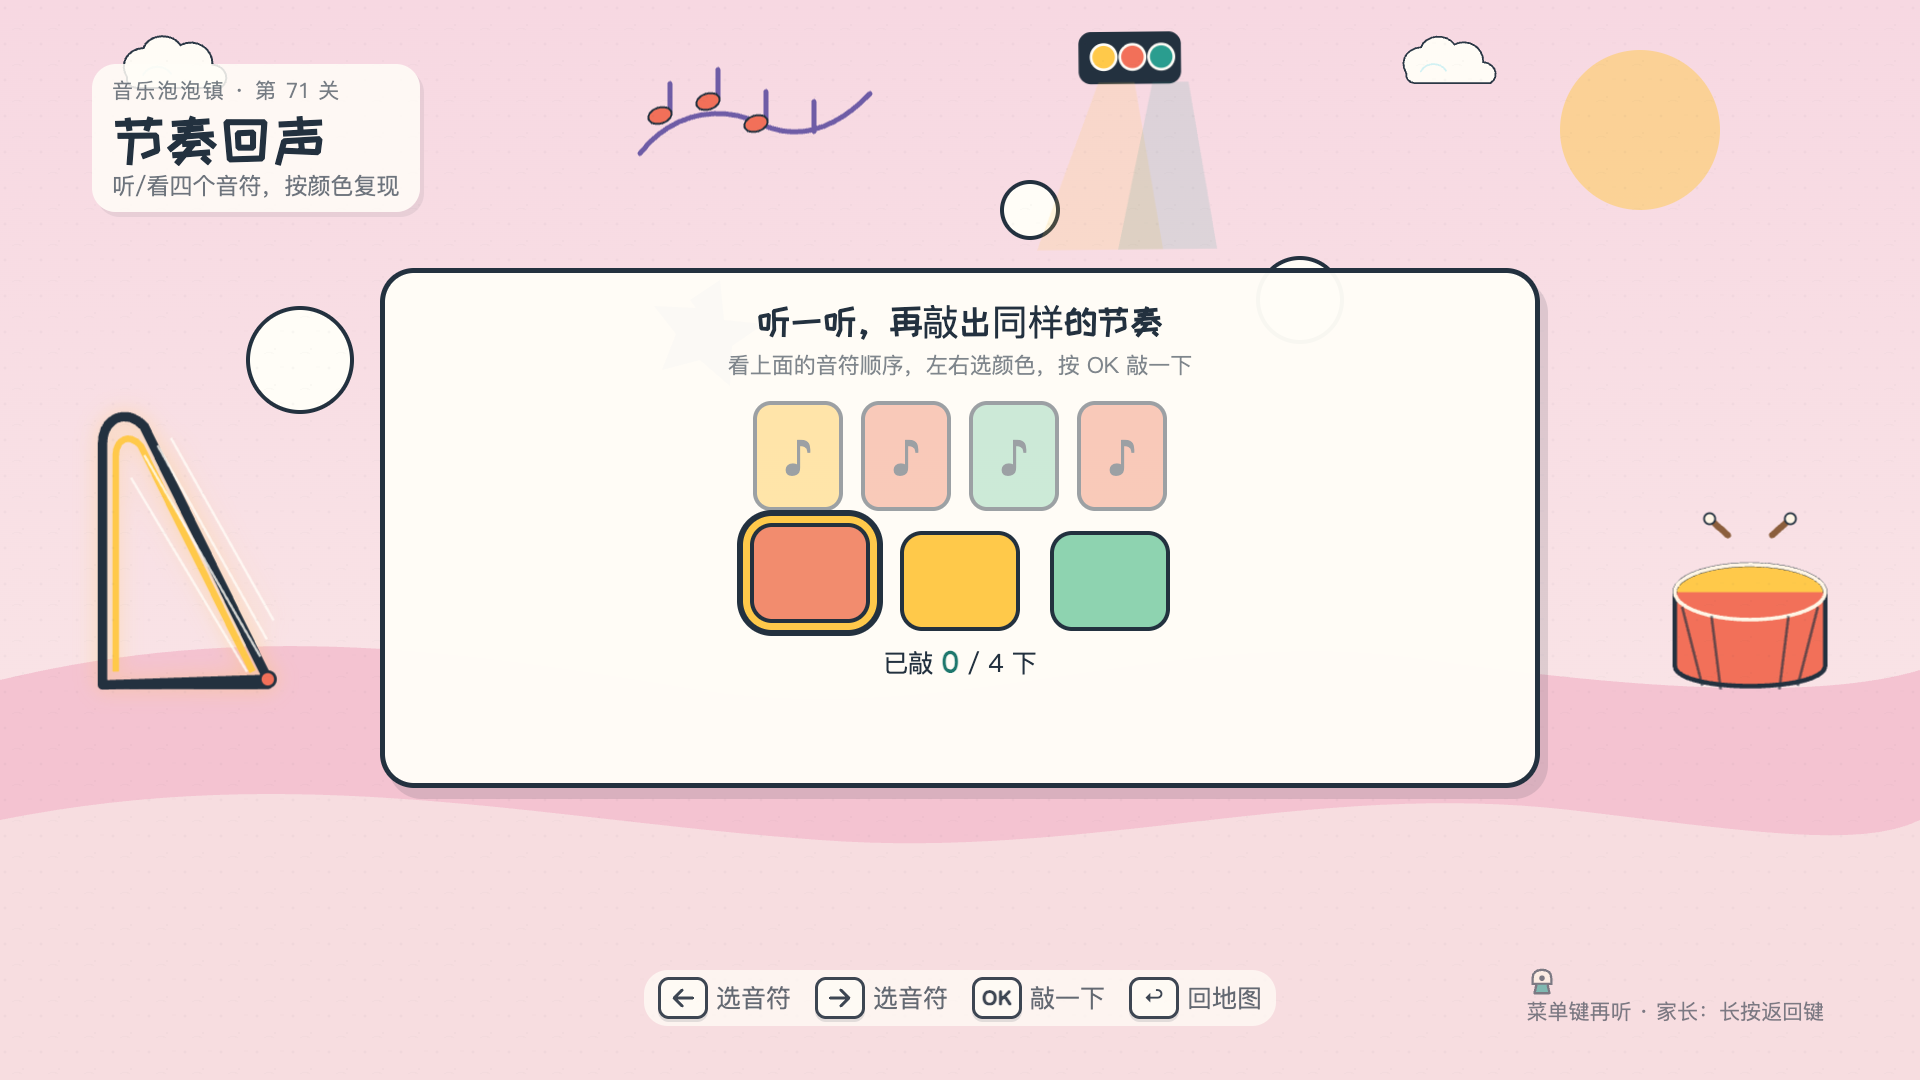 音乐泡泡镇 · 第 71 关
节奏回声
听/看四个音符，按颜色复现
听一听，再敲出同样的节奏
看上面的音符顺序，左右选颜色，按 OK 敲一下
已敲 0 / 4 下
选音符 选音符 OK 敲一下 回地图
菜单键再听 · 家长：长按返回键